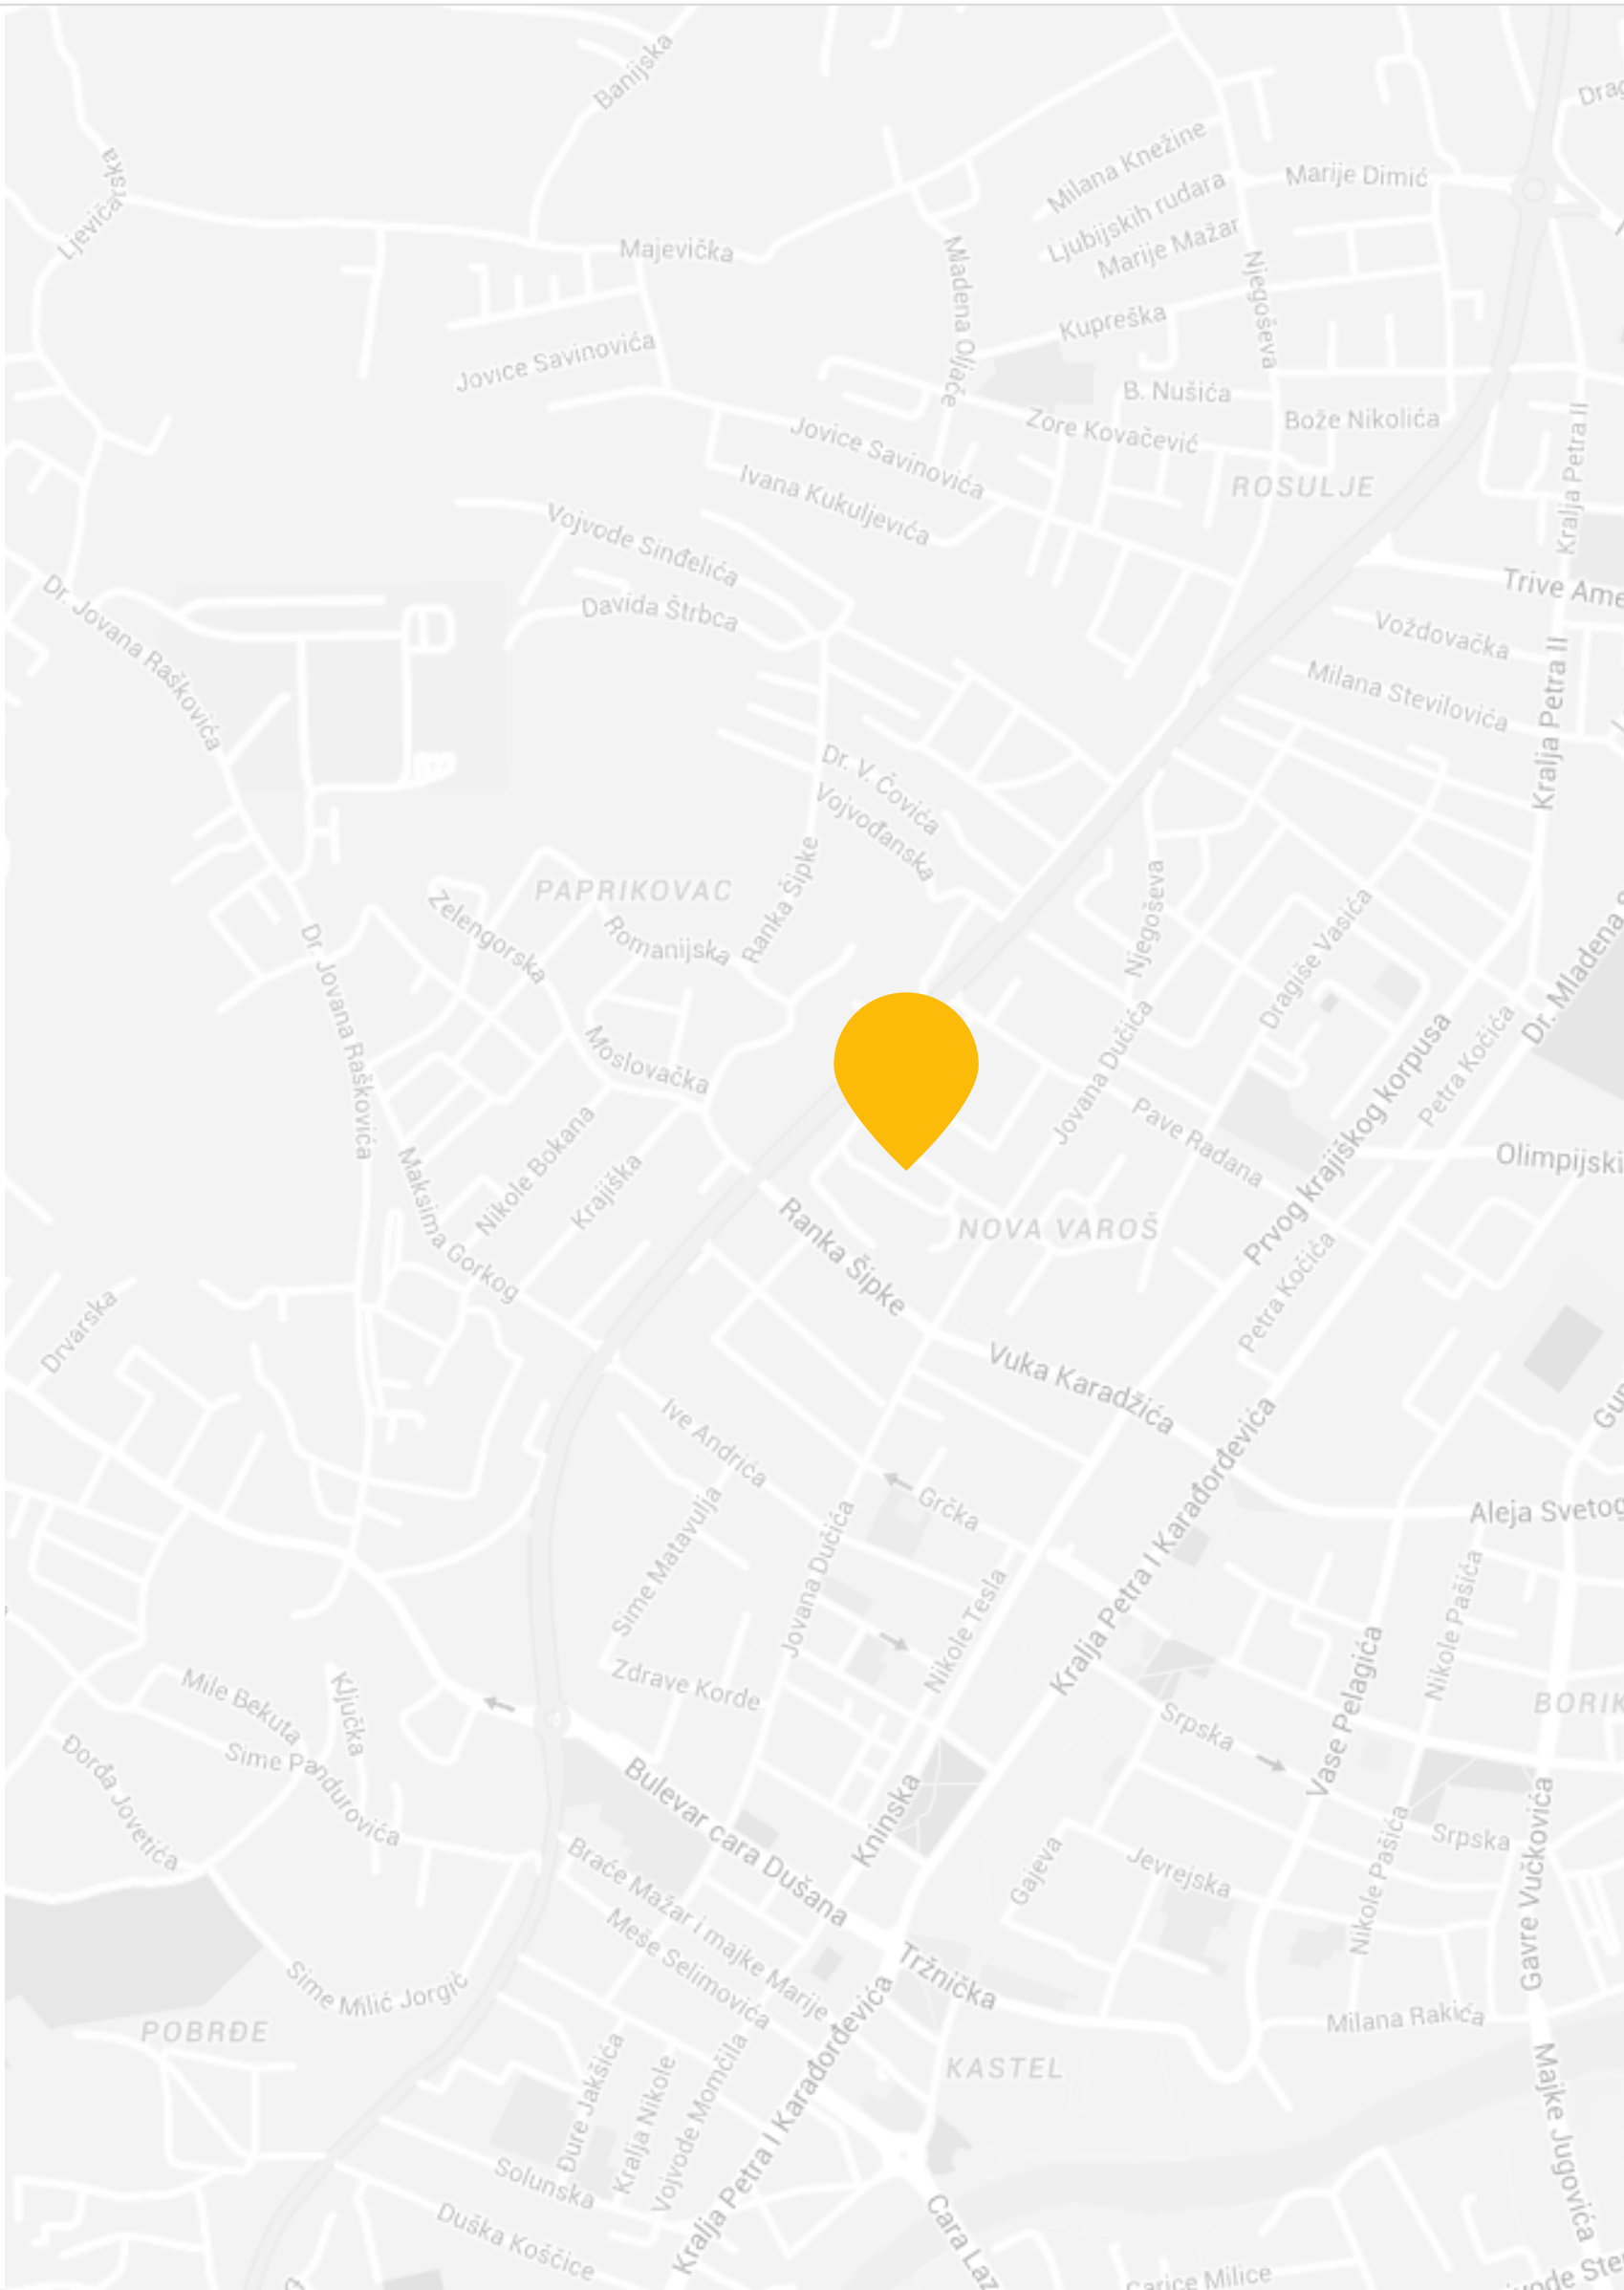 Banijska
Ljevičarska
Milana Knežine
Ljubijskih rudara
Marije Mažar
Marije Dimić
Majevička
Mladena Oljače
Njegoševa
Kupreška
Jovice Savinovića
B. Nušića
Bože Nikolića
Zore Kovačević
Jovice Savinovića
Ivana Kukuljevića
ROSULJE
Kralja Petra II
Vojvode Sinđelića
Davida Štrbca
Dr. Jovana Raškovića
Trive Ame
Voždovačka
Milana Stevilovića
Kralja Petra II
Dr. V. Čovića
Vojvođanska
Ranka Šipke
PAPRIKOVAC
Zelengorska
Romanijska
Njegoševa
Dragiše Vasića
Dr. Mladena S
Dr. Jovana Raškovića
Moslovačka
Jovana Dučića
Petra Kočića
Prvog krajiškog korpusa
Pave Radana
Olimpijski
Nikole Bokana
Krajiška
Maksima Gorkog
Ranka Šipke
NOVA VAROŠ
Petra Kočića
Drvarska
Vuka Karadžića
Ive Andrića
Grčka
Kralja Petra I Karađorđevića
Aleja Svetog
Sime Matavulja
Jovana Dučića
Nikole Tesla
Nikole Pašića
Vase Pelagića
Zdrave Korde
Mile Bekuta
Ključka
Sime Pandurovića
Đorđa Jovetića
Srpska
BORIK
Bulevar cara Dušana
Kninska
Gajeva
Jevrejska
Srpska
Nikole Pašića
Gavre Vučkovića
Braće Mažar i majke Marije
Meše Selimovića
Tržnička
Sime Milić Jorgić
POBRĐE
Milana Rakića
KASTEL
Đure Jakšića
Kralja Nikole
Vojvode Momčila
Kralja Petra I Karađorđevića
Majke Jugovića
Solunska
Duška Koščice
Cara Laz
Carice Milice